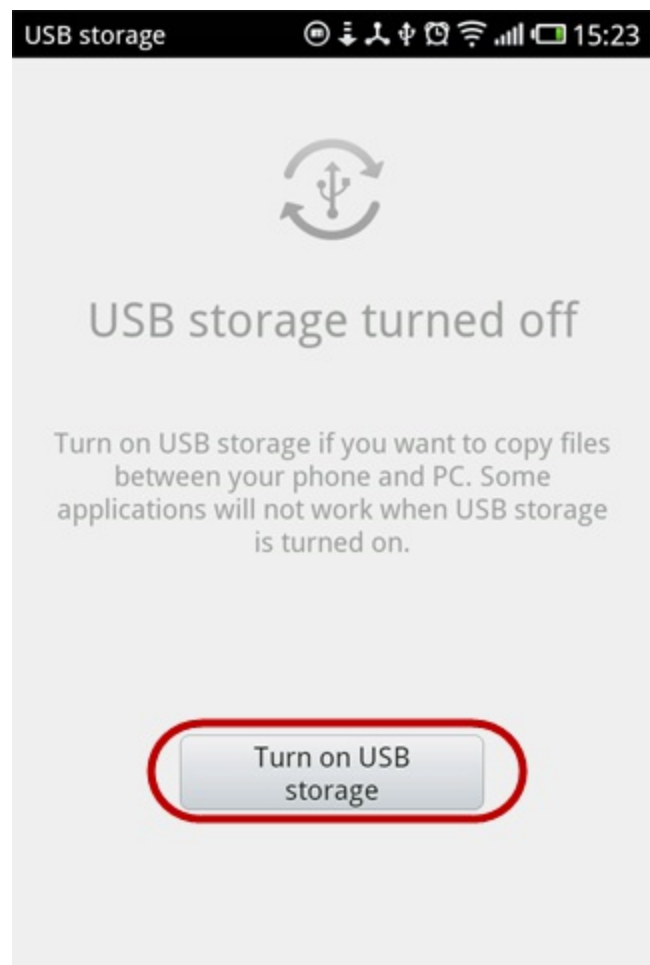 USB storage 15:23
USB storage turned off
Turn on USB storage if you want to copy files
between your phone and PC. Some
applications will not work when USB storage
is turned on.
Turn on USB
storage